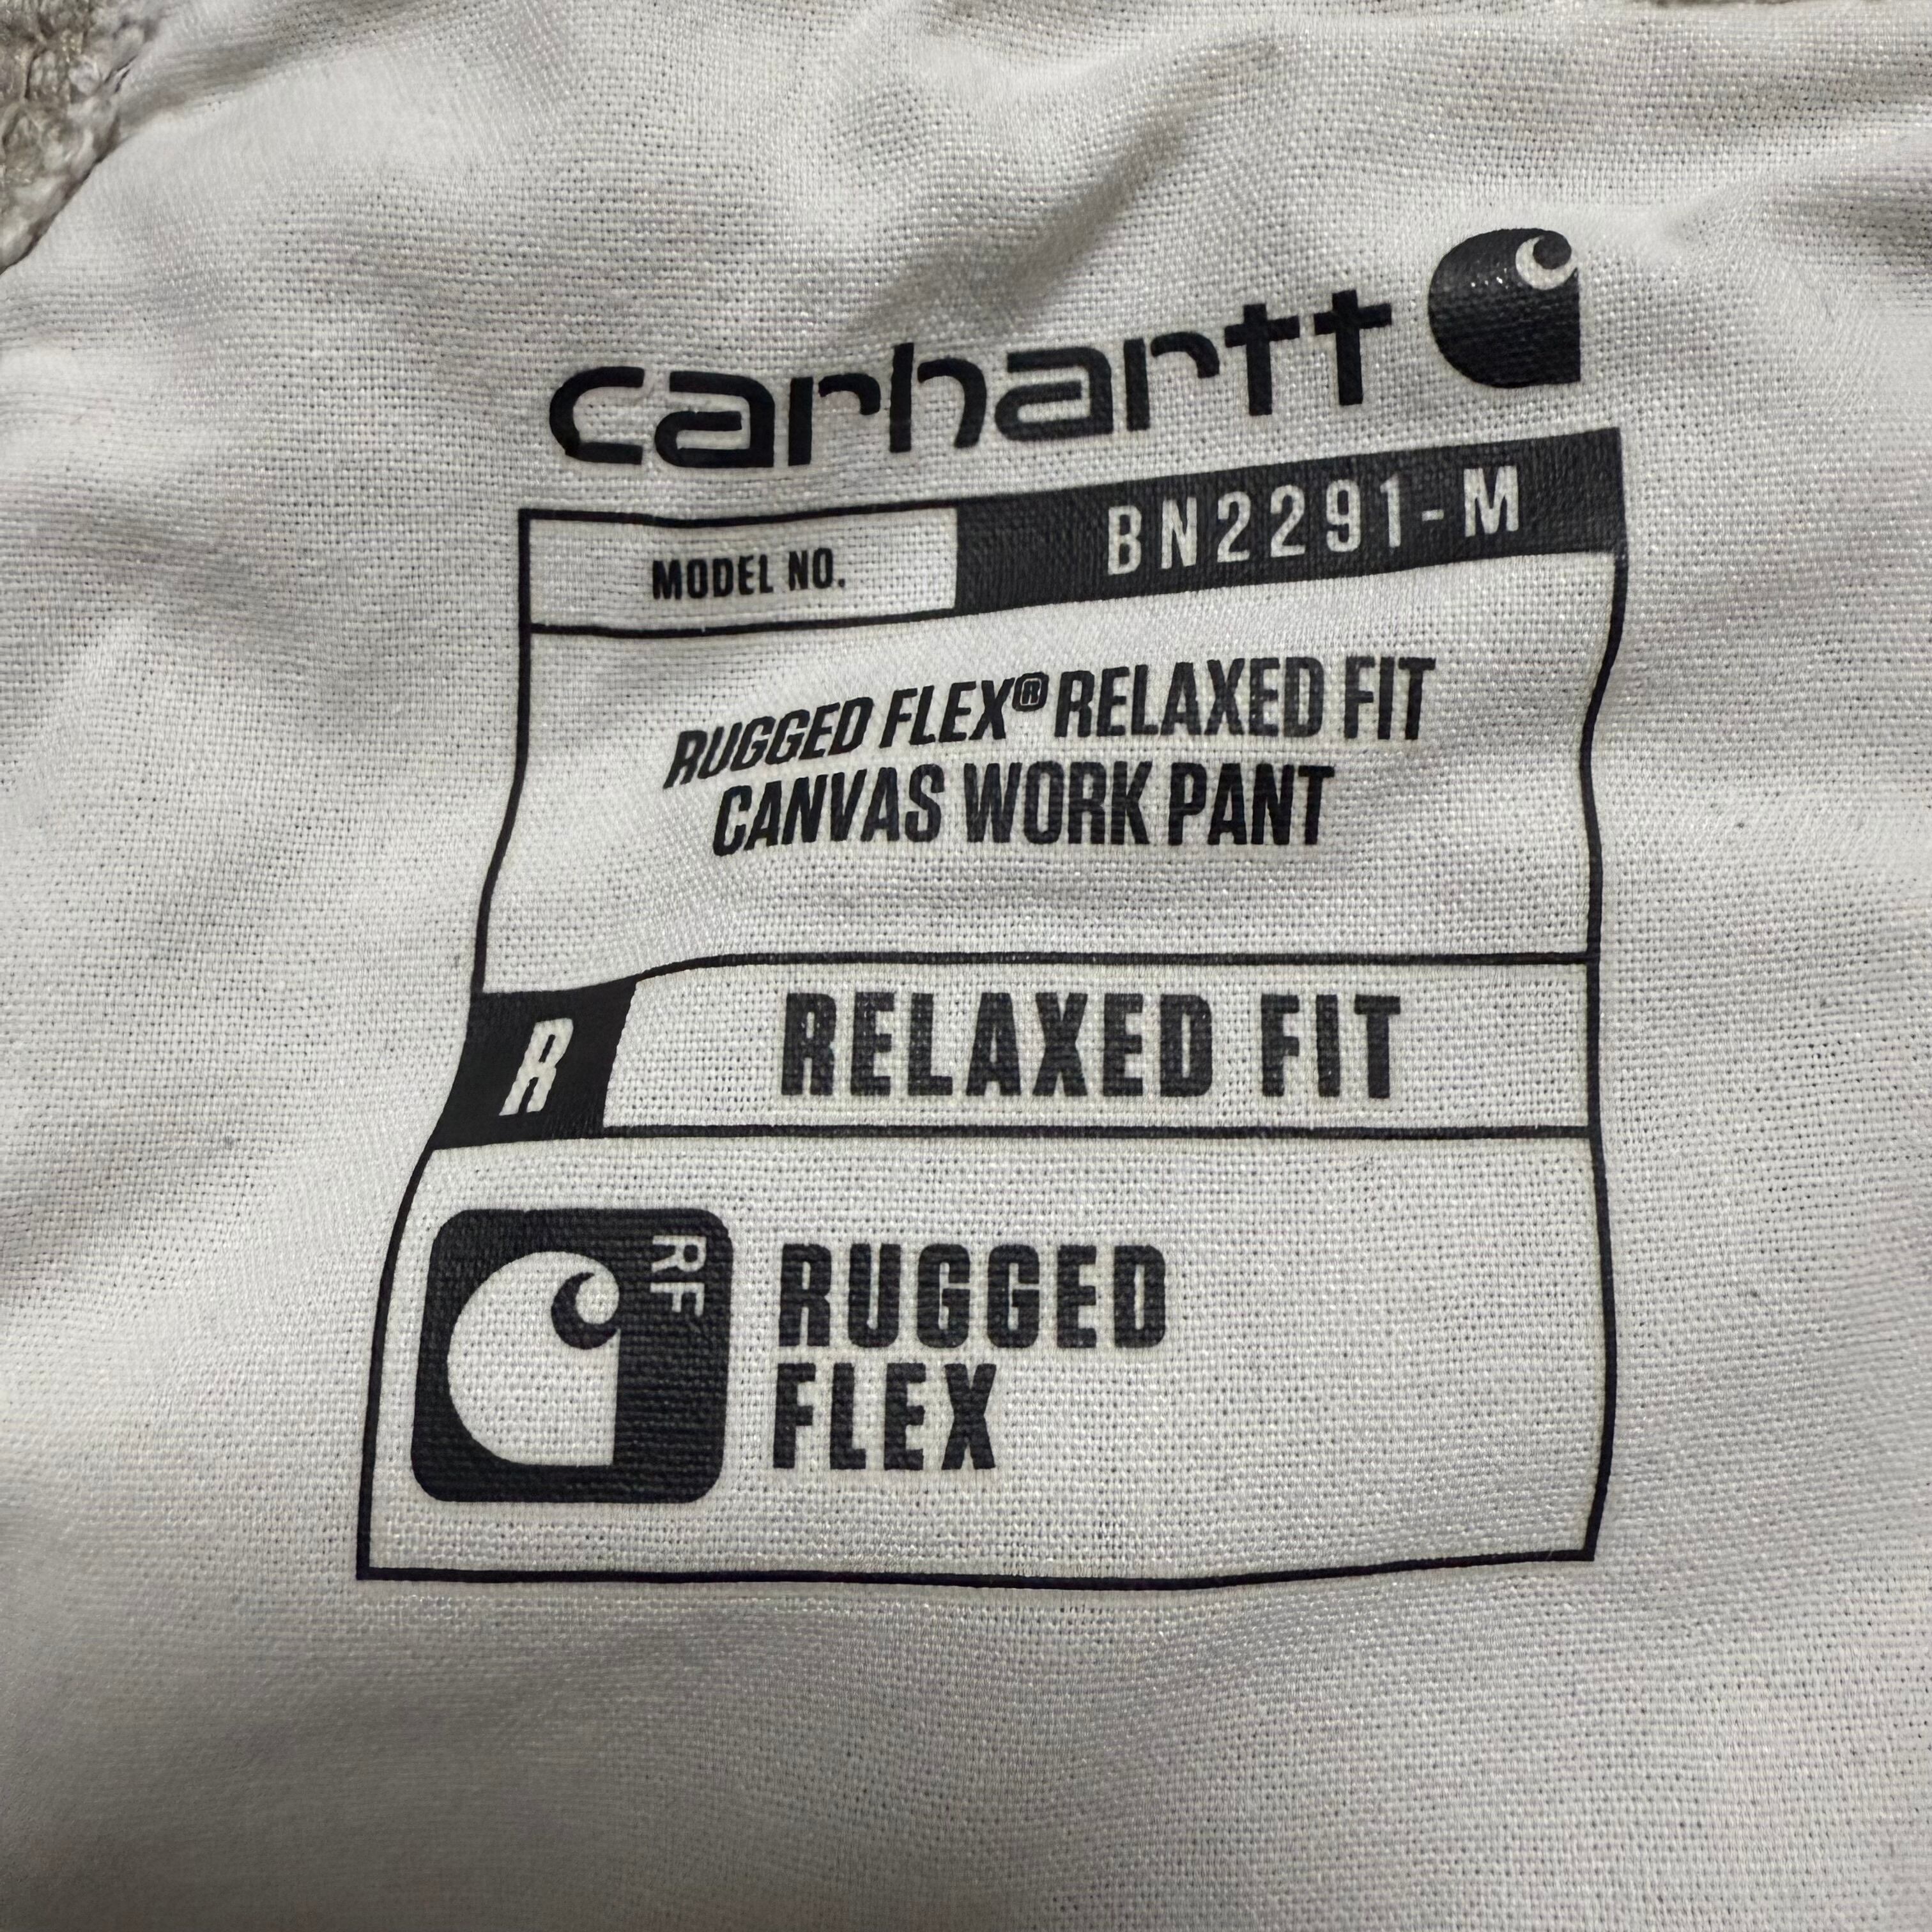 carhartt
MODEL NO. BN2291-M
RUGGED FLEX® RELAXED FIT
CANVAS WORK PANT
R RELAXED FIT
RF
RUGGED
FLEX